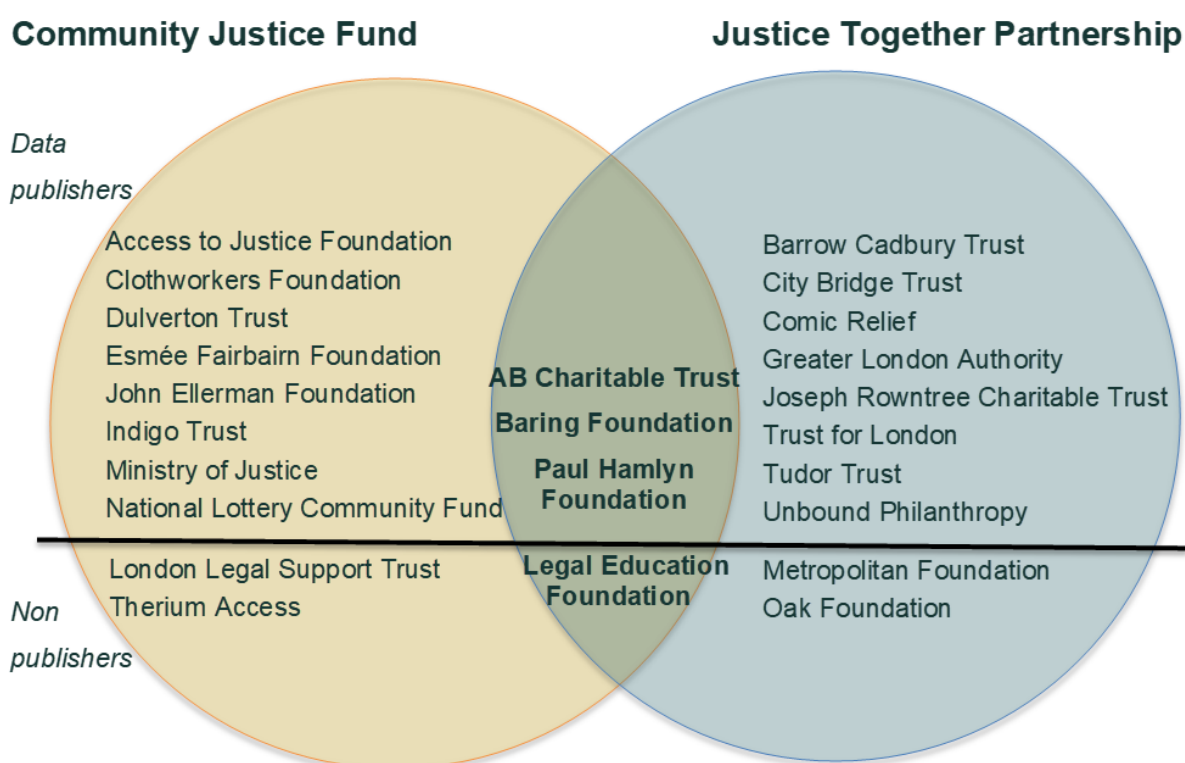 Community Justice Fund
Justice Together Partnership
Data
publishers
Access to Justice Foundation
Clothworkers Foundation
Dulverton Trust
Esmée Fairbairn Foundation
John Ellerman Foundation
Indigo Trust
Ministry of Justice
National Lottery Community Fund
AB Charitable Trust
Baring Foundation
Paul Hamlyn
Foundation
Barrow Cadbury Trust
City Bridge Trust
Comic Relief
Greater London Authority
Joseph Rowntree Charitable Trust
Trust for London
Tudor Trust
Unbound Philanthropy
Non
publishers
London Legal Support Trust
Therium Access
Legal Education
Foundation
Metropolitan Foundation
Oak Foundation